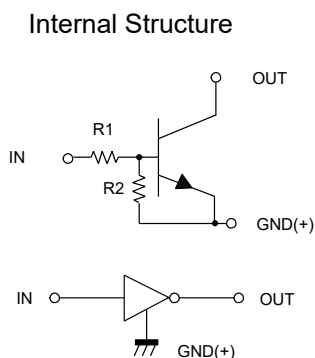 Internal Structure
OUT
R1
IN
R2
GND(+)
IN
OUT
GND(+)